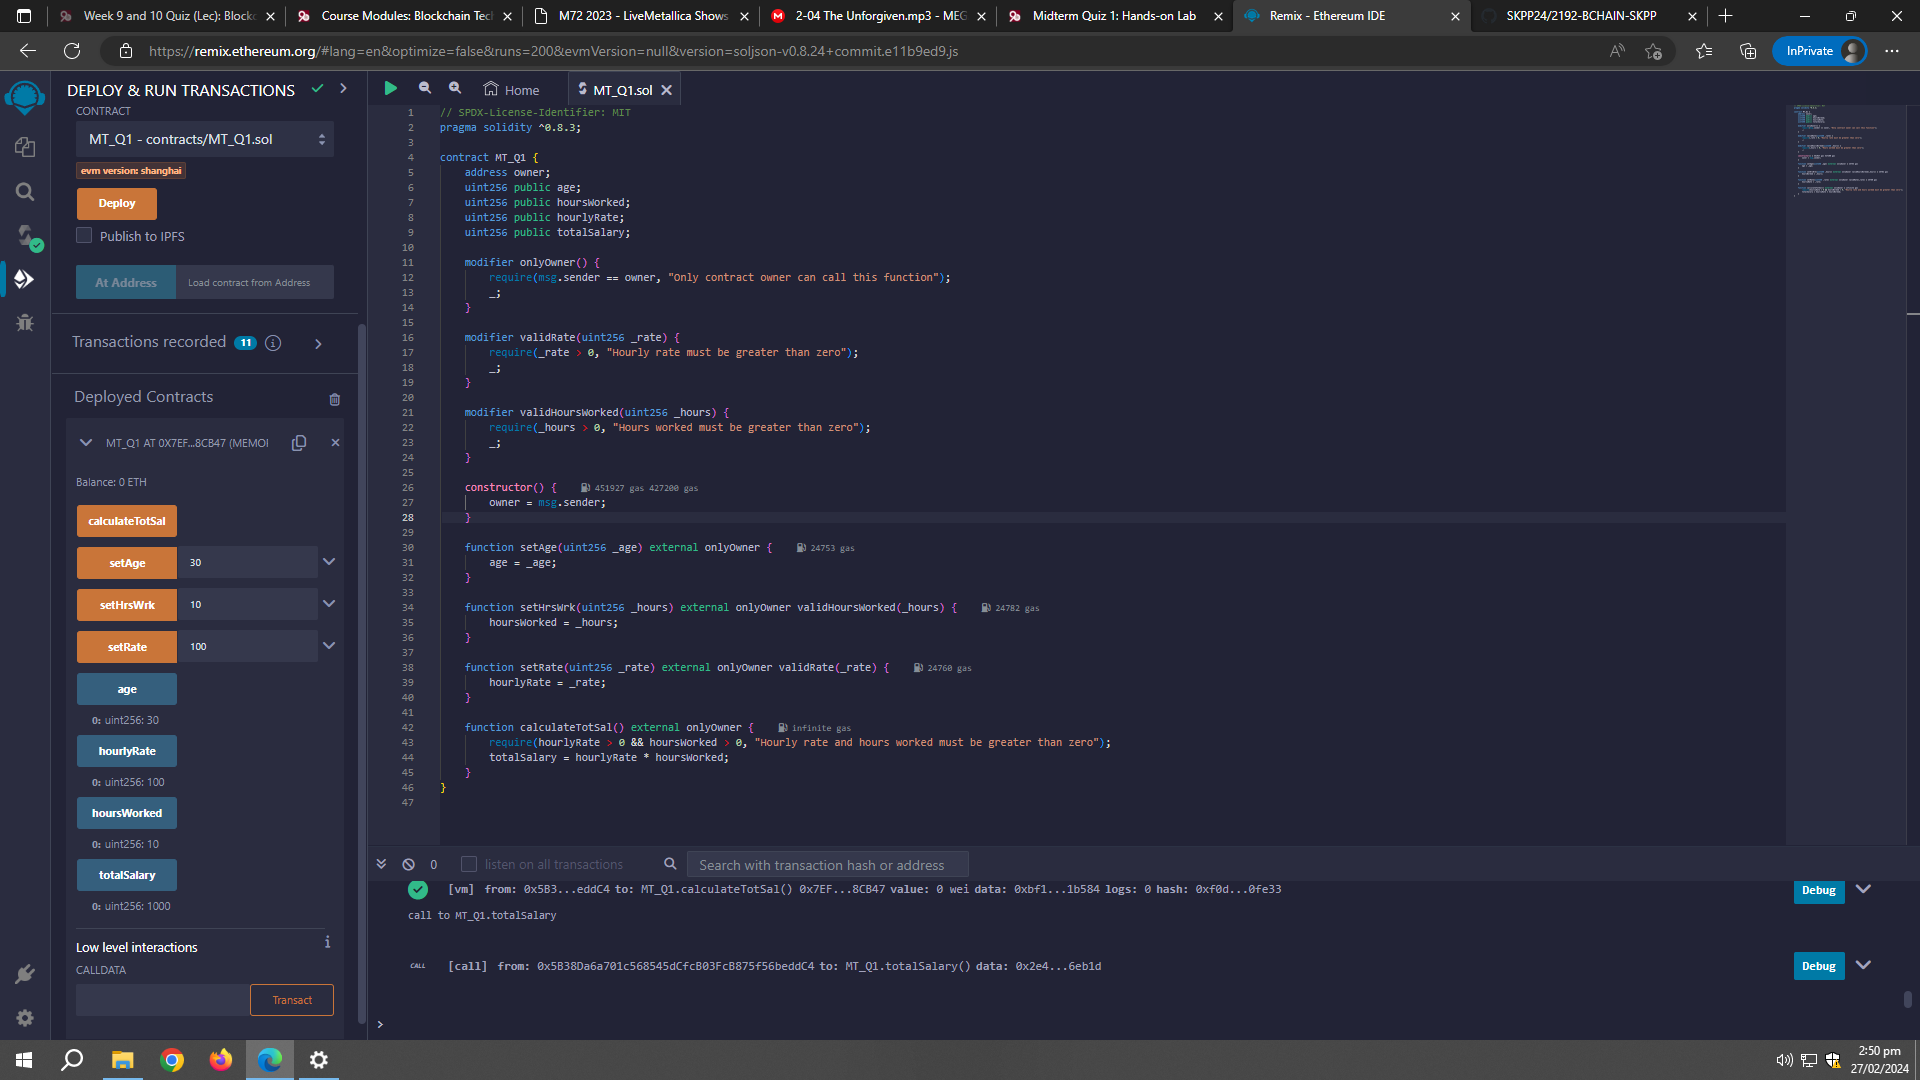 Week 9 and 10 Quiz (Lec): Block
Course Modules: Blockchain Tec
M72 2023 - LiveMetallica Shows
2-04 The Unforgiven.mp3 - MEG
Midterm Quiz 1: Hands-on Lab
Remix - Ethereum IDE
SKPP24/2192-BCHAIN-SKPP
https://remix.ethereum.org/#lang=en&optimize=false&runs=200&evmVersion=null&version=soljson-v0.8.24+commit.e11b9ed9.js
InPrivate
DEPLOY & RUN TRANSACTIONS
CONTRACT
MT_Q1 - contracts/MT_Q1.sol
evm version: shanghai
Deploy
Publish to IPFS
At Address
Load contract from Address
Transactions recorded 11
Deployed Contracts
MT_Q1 AT 0X7EF...8CB47 (MEMO
Balance: 0 ETH
calculateTotSal
setAge 30
setHrsWrk 10
setRate 100
age
0: uint256: 30
hourlyRate
0: uint256: 100
hoursWorked
0: uint256: 10
totalSalary
0: uint256: 1000
Low level interactions
CALLDATA
Transact
Home
MT_Q1.sol
1 // SPDX-License-Identifier: MIT
2 pragma solidity ^0.8.3;
3
4 contract MT_Q1 {
5 address owner;
6 uint256 public age;
7 uint256 public hoursWorked;
8 uint256 public hourlyRate;
9 uint256 public totalSalary;
10
11 modifier onlyOwner() {
12 require(msg.sender == owner, "Only contract owner can call this function");
13 _;
14 }
15
16 modifier validRate(uint256 _rate) {
17 require(_rate > 0, "Hourly rate must be greater than zero");
18 _;
19 }
20
21 modifier validHoursWorked(uint256 _hours) {
22 require(_hours > 0, "Hours worked must be greater than zero");
23 _;
24 }
25
26 constructor() { 451927 gas 427200 gas
27 owner = msg.sender;
28 }
29
30 function setAge(uint256 _age) external onlyOwner { 24753 gas
31 age = _age;
32 }
33
34 function setHrsWrk(uint256 _hours) external onlyOwner validHoursWorked(_hours) { 24782 gas
35 hoursWorked = _hours;
36 }
37
38 function setRate(uint256 _rate) external onlyOwner validRate(_rate) { 24760 gas
39 hourlyRate = _rate;
40 }
41
42 function calculateTotSal() external onlyOwner { infinite gas
43 require(hourlyRate > 0 && hoursWorked > 0, "Hourly rate and hours worked must be greater than zero");
44 totalSalary = hourlyRate * hoursWorked;
45 }
46 }
47
0
listen on all transactions
Search with transaction hash or address
[vm] from: 0x5B3...eddC4 to: MT_Q1.calculateTotSal() 0x7EF...8CB47 value: 0 wei data: 0xbf1...1b584 logs: 0 hash: 0xf0d...0fe33
Debug
call to MT_Q1.totalSalary
CALL [call] from: 0x5B38Da6a701c568545dCfcB03FcB875f56beddC4 to: MT_Q1.totalSalary() data: 0x2e4...6eb1d
Debug
>
2:50 pm
27/02/2024